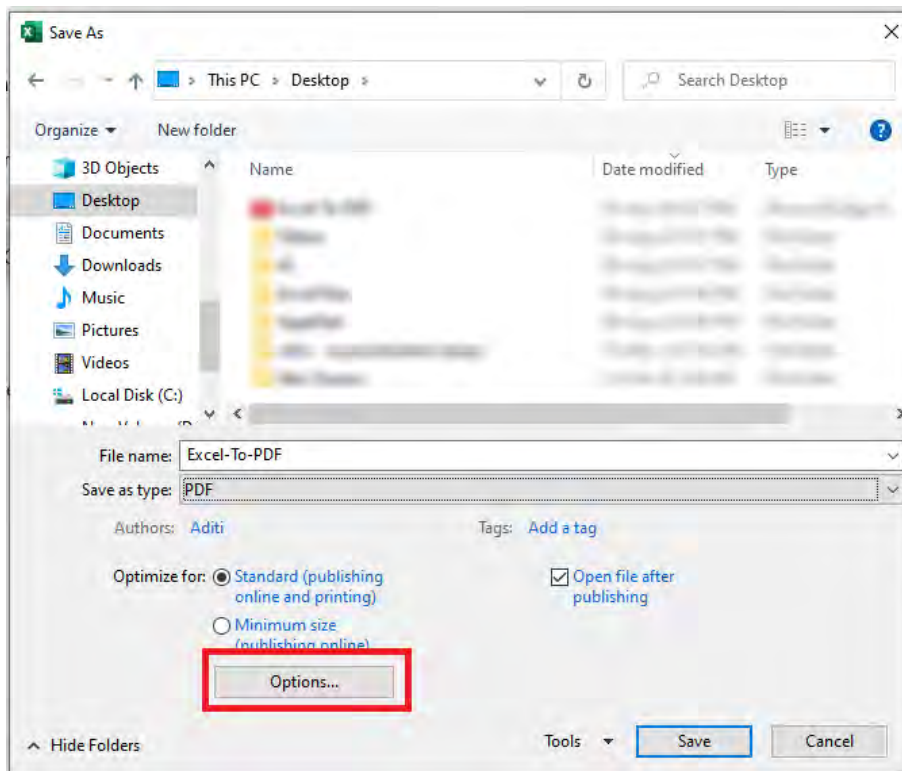 Save As
This PC > Desktop >
Search Desktop
Organize
New folder
?
3D Objects
Name
Date modified
Type
Desktop
Documents
Downloads
Music
Pictures
Videos
Local Disk (C:)
File name: Excel-To-PDF
Save as type: PDF
Authors: Aditi
Tags: Add a tag
Optimize for: Standard (publishing
online and printing)
Open file after
publishing
Minimum size
(publishing online)
Options...
Hide Folders
Tools
Save
Cancel